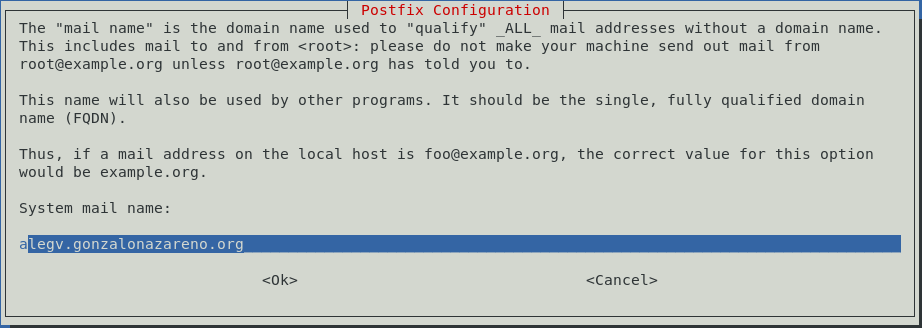 Postfix Configuration
The "mail name" is the domain name used to "qualify" _ALL_ mail addresses without a domain name.
This includes mail to and from <root>: please do not make your machine send out mail from
root@example.org unless root@example.org has told you to.
This name will also be used by other programs. It should be the single, fully qualified domain
name (FQDN).
Thus, if a mail address on the local host is foo@example.org, the correct value for this option
would be example.org.
System mail name:
alegv.gonzalonazareno.org
<Ok> <Cancel>